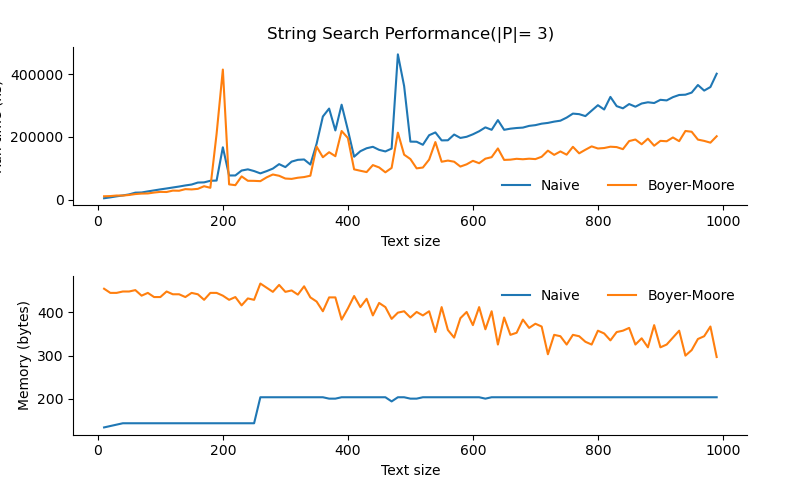 String Search Performance(|P|= 3)
400000
200000
0
0 200 400 600 800 1000
Text size
Naive Boyer-Moore
Memory (bytes)
400
300
200
0 200 400 600 800 1000
Text size
Naive Boyer-Moore